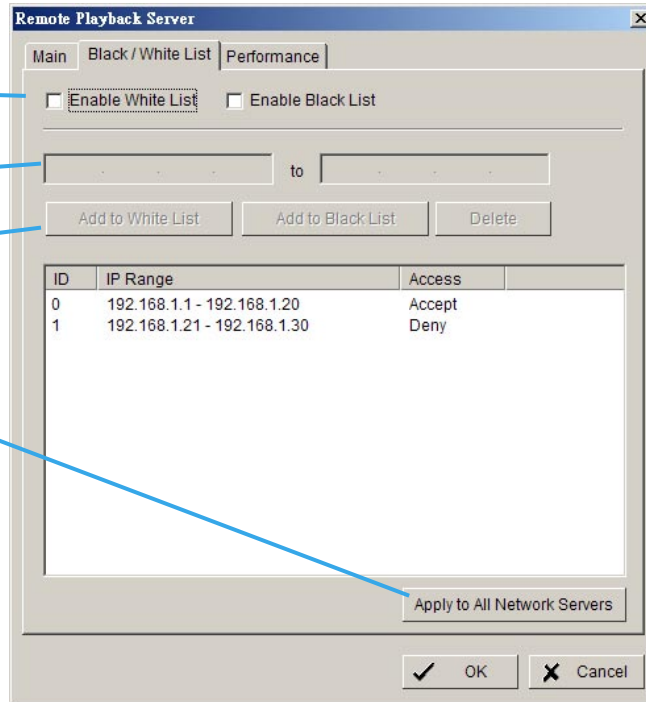 Remote Playback Server
Main Black / White List Performance
Enable White List Enable Black List
. . . to . . .
Add to White List Add to Black List Delete
ID IP Range Access
0 192.168.1.1 - 192.168.1.20 Accept
1 192.168.1.21 - 192.168.1.30 Deny
Apply to All Network Servers
OK Cancel